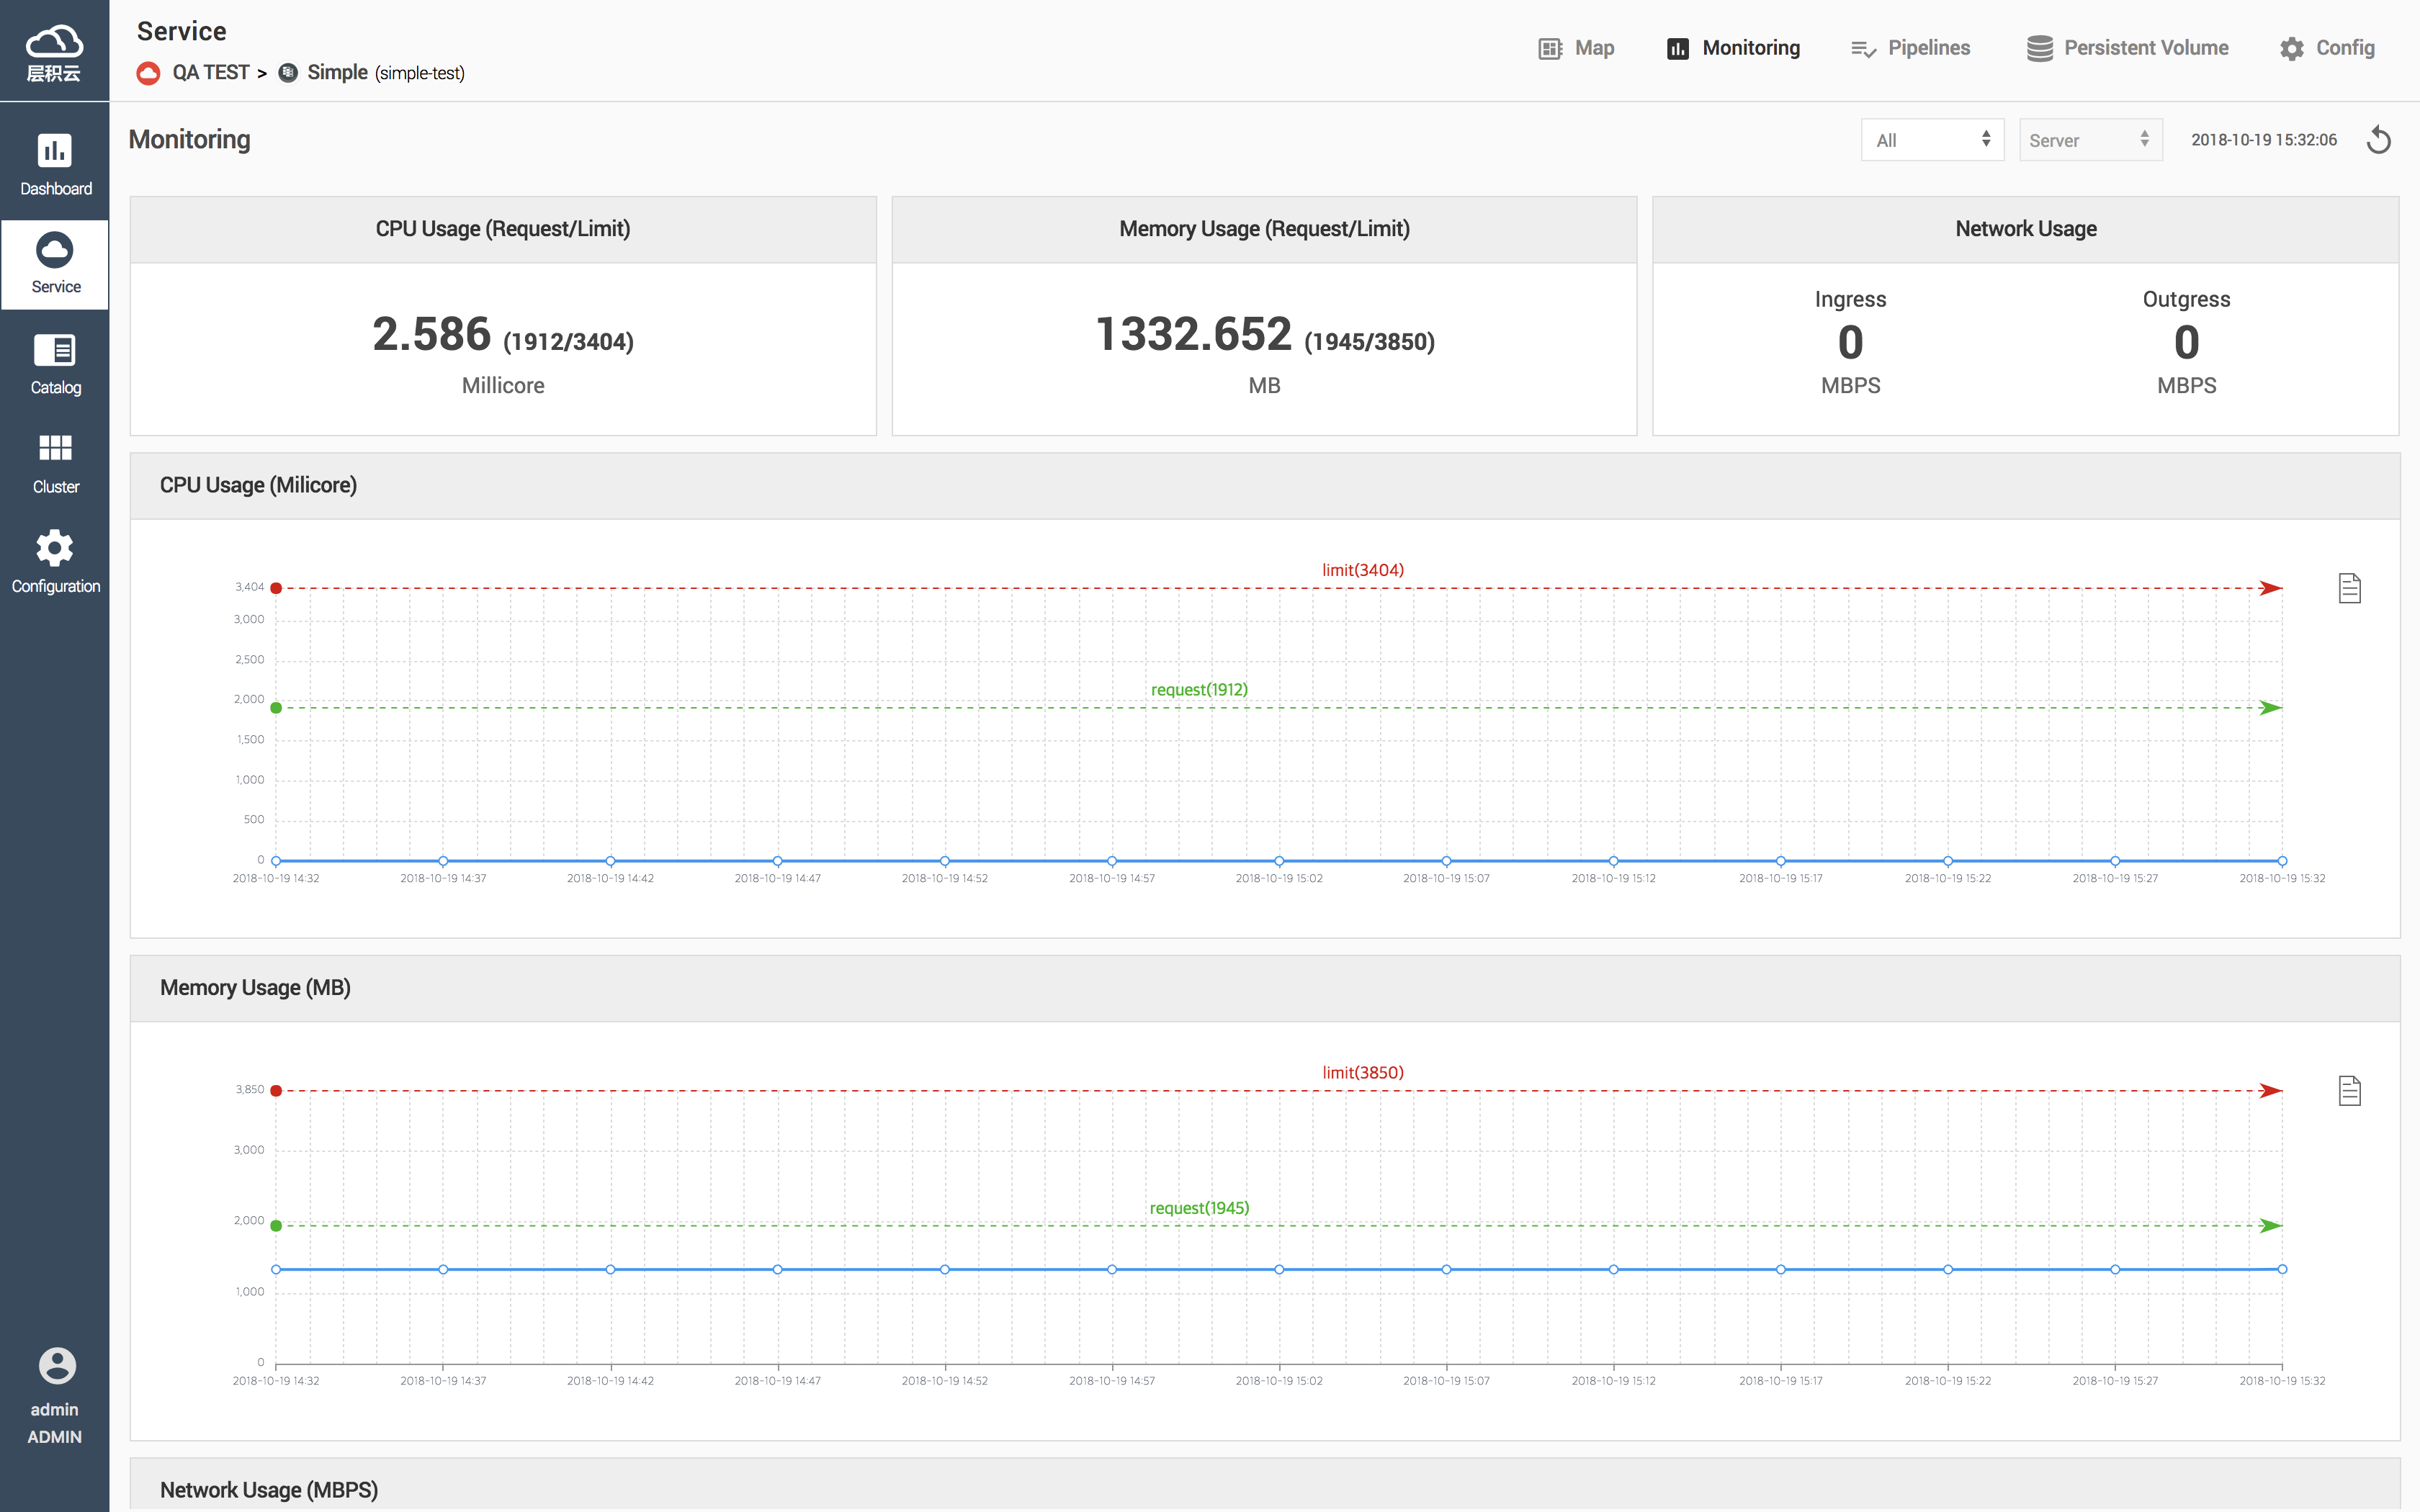 层积云
Service
QA TEST > Simple (simple-test)
Map
Monitoring
Pipelines
Persistent Volume
Config
Dashboard
Service
Catalog
Cluster
Configuration
admin
ADMIN
Monitoring
All
Server
2018-10-19 15:32:06
CPU Usage (Request/Limit)
2.586 (1912/3404)
Millicore
Memory Usage (Request/Limit)
1332.652 (1945/3850)
MB
Network Usage
Ingress
0
MBPS
Outgress
0
MBPS
CPU Usage (Milicore)
limit(3404)
3,404
3,000
2,500
request(1912)
2,000
1,500
1,000
500
0
2018-10-19 14:32
2018-10-19 14:37
2018-10-19 14:42
2018-10-19 14:47
2018-10-19 14:52
2018-10-19 14:57
2018-10-19 15:02
2018-10-19 15:07
2018-10-19 15:12
2018-10-19 15:17
2018-10-19 15:22
2018-10-19 15:27
2018-10-19 15:32
Memory Usage (MB)
limit(3850)
3,850
3,000
request(1945)
2,000
1,000
0
2018-10-19 14:32
2018-10-19 14:37
2018-10-19 14:42
2018-10-19 14:47
2018-10-19 14:52
2018-10-19 14:57
2018-10-19 15:02
2018-10-19 15:07
2018-10-19 15:12
2018-10-19 15:17
2018-10-19 15:22
2018-10-19 15:27
2018-10-19 15:32
Network Usage (MBPS)